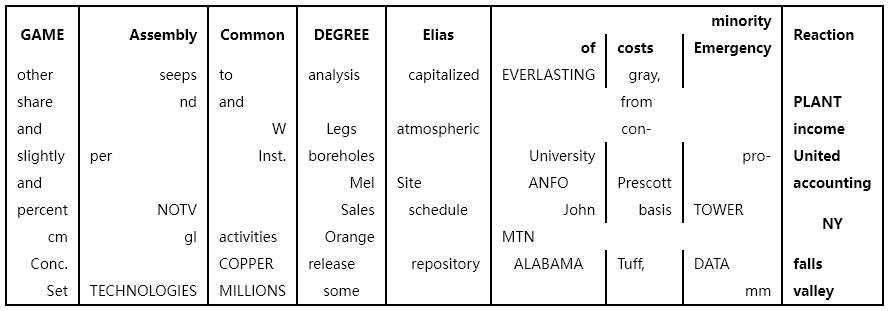 GAME Assembly Common DEGREE Elias minority Reaction
of costs Emergency
other seeps to analysis capitalized EVERLASTING gray,
share nd and from PLANT
and W Legs atmospheric con- income
slightly per Inst. boreholes University pro- United
and Mel Site ANFO Prescott accounting
percent NOTV Sales schedule John basis TOWER NY
cm gl activities Orange MTN
Conc. COPPER release repository ALABAMA Tuff, DATA falls
Set TECHNOLOGIES MILLIONS some mm valley